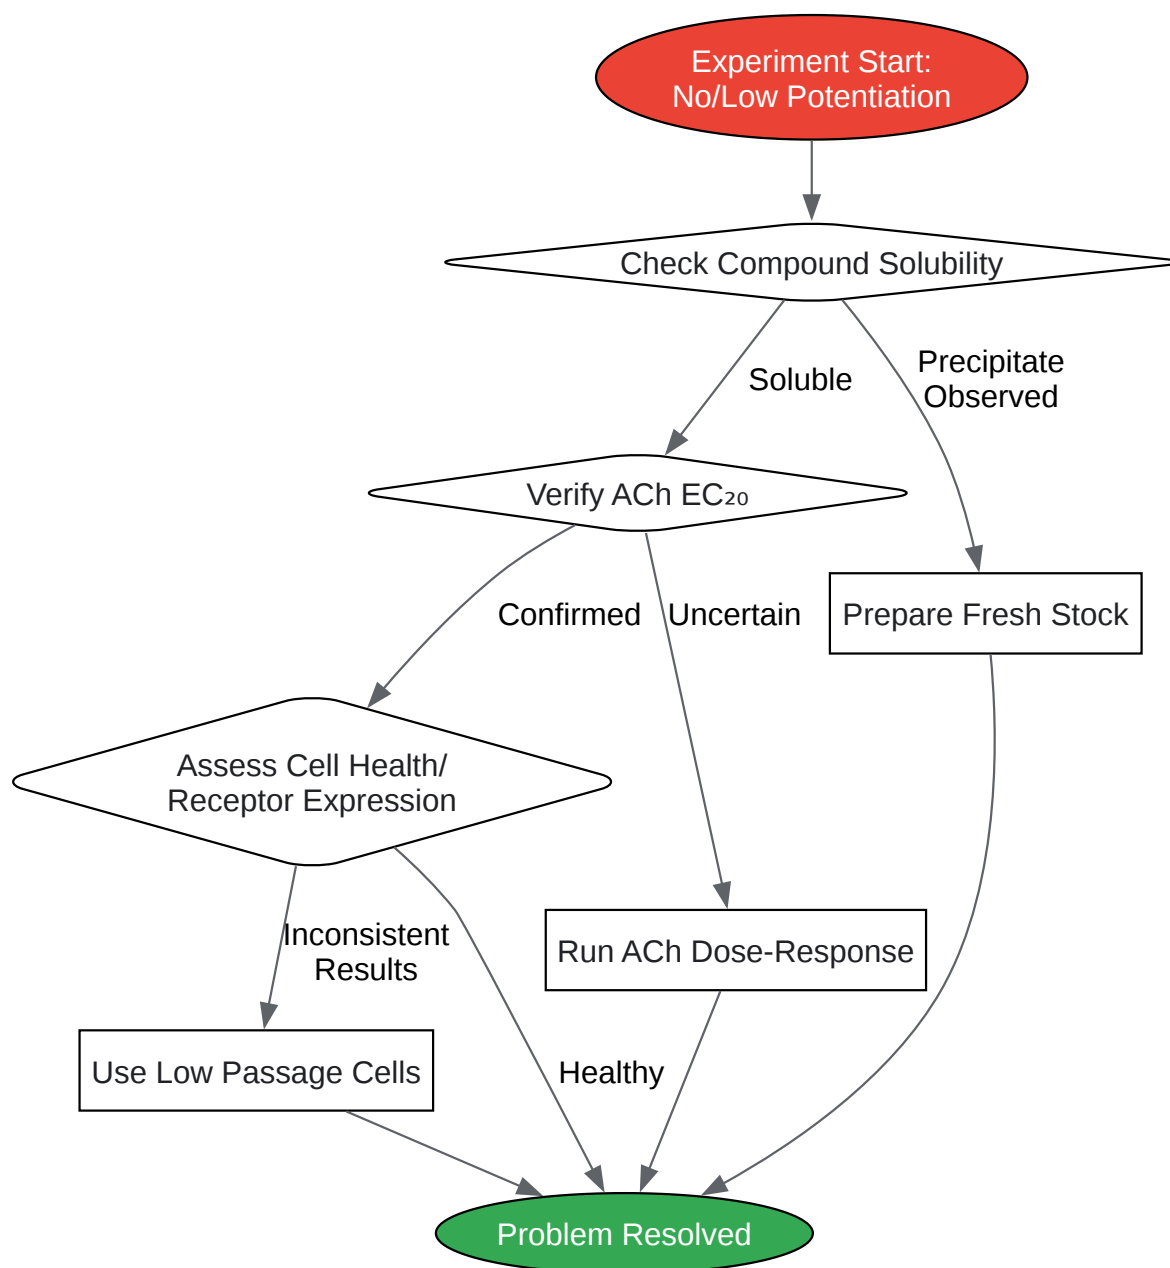 Experiment Start:
No/Low Potentiation
Check Compound Solubility
Soluble
Precipitate
Observed
Verify ACh EC₂₀
Confirmed
Uncertain
Prepare Fresh Stock
Assess Cell Health/
Receptor Expression
Inconsistent
Results
Run ACh Dose-Response
Use Low Passage Cells
Healthy
Problem Resolved